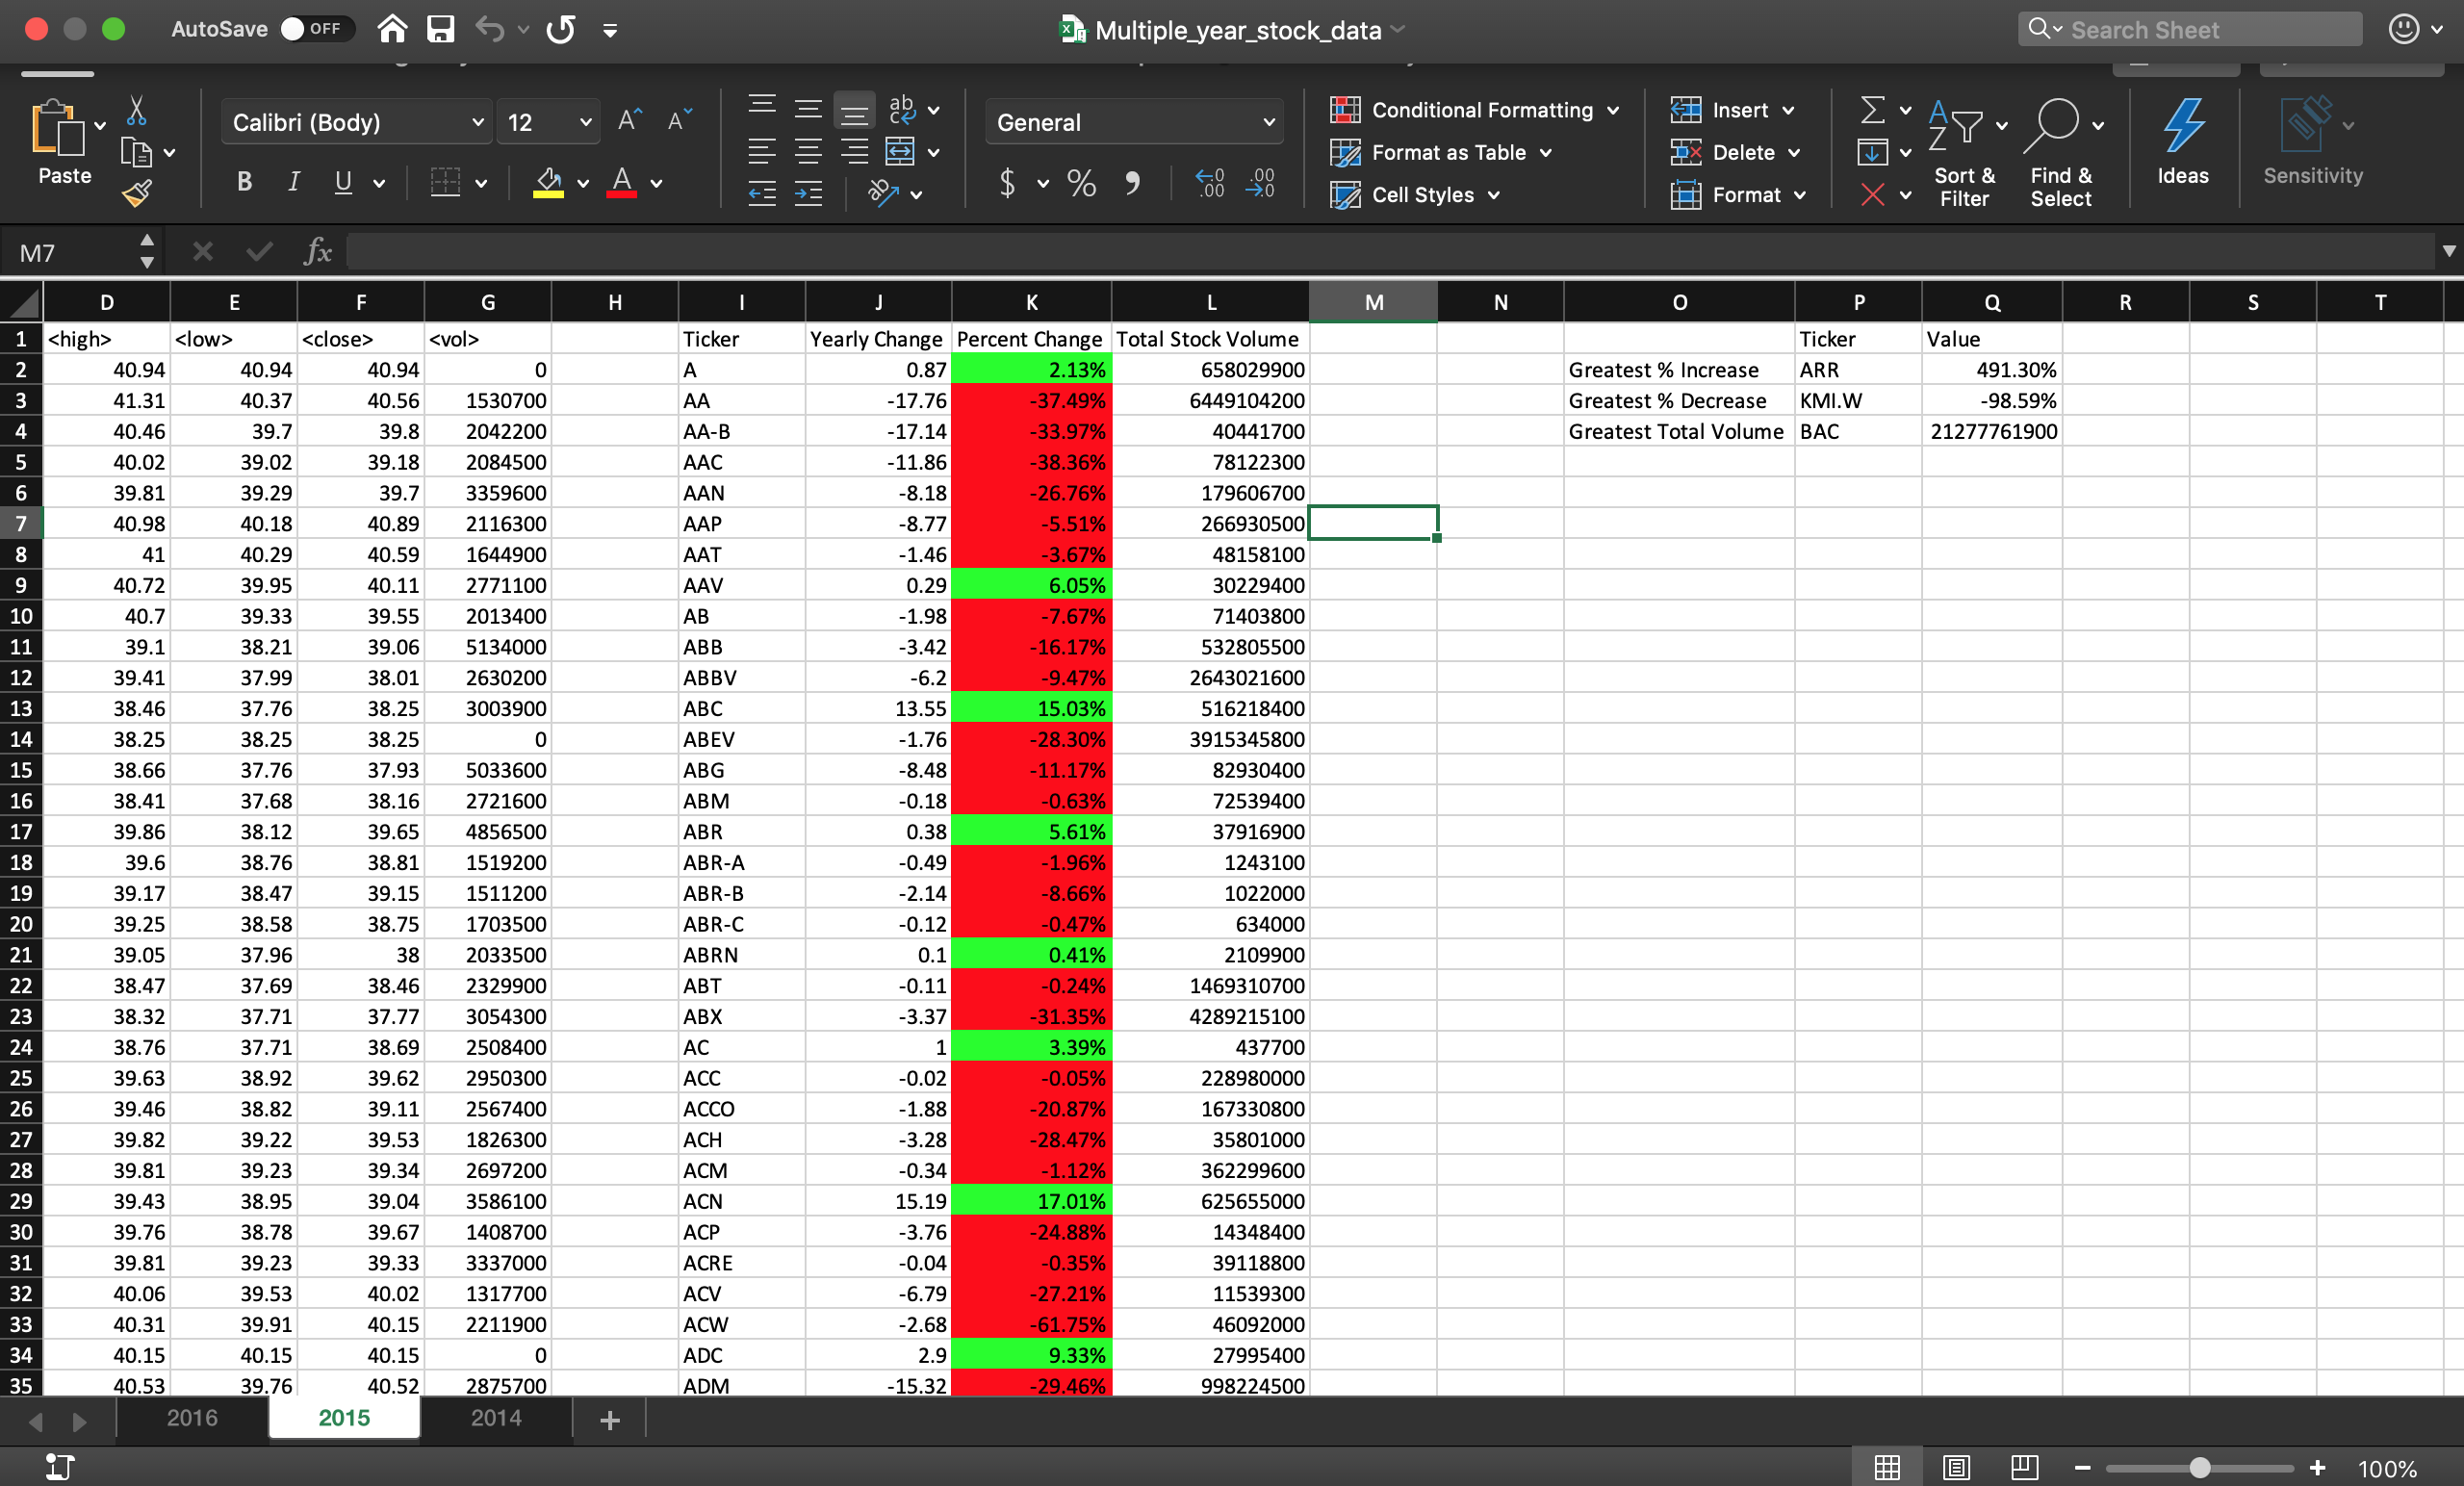 AutoSave OFF Multiple_year_stock_data Search Sheet
Paste Calibri (Body) 12 General Conditional Formatting Format as Table Cell Styles Insert Delete Format Sort & Filter Find & Select Ideas Sensitivity
M7 fx
D E F G H I J K L M N O P Q R S T
1 <high> <low> <close> <vol> Ticker Yearly Change Percent Change Total Stock Volume Ticker Value
2 40.94 40.94 40.94 0 A 0.87 2.13% 658029900 Greatest % Increase ARR 491.30%
3 41.31 40.37 40.56 1530700 AA -17.76 -37.49% 6449104200 Greatest % Decrease KMI.W -98.59%
4 40.46 39.7 39.8 2042200 AA-B -17.14 -33.97% 40441700 Greatest Total Volume BAC 21277761900
5 40.02 39.02 39.18 2084500 AAC -11.86 -38.36% 78122300
6 39.81 39.29 39.7 3359600 AAN -8.18 -26.76% 179606700
7 40.98 40.18 40.89 2116300 AAP -8.77 -5.51% 266930500
8 41 40.29 40.59 1644900 AAT -1.46 -3.67% 48158100
9 40.72 39.95 40.11 2771100 AAV 0.29 6.05% 30229400
10 40.7 39.33 39.55 2013400 AB -1.98 -7.67% 71403800
11 39.1 38.21 39.06 5134000 ABB -3.42 -16.17% 532805500
12 39.41 37.99 38.01 2630200 ABBV -6.2 -9.47% 2643021600
13 38.46 37.76 38.25 3003900 ABC 13.55 15.03% 516218400
14 38.25 38.25 38.25 0 ABEV -1.76 -28.30% 3915345800
15 38.66 37.76 37.93 5033600 ABG -8.48 -11.17% 82930400
16 38.41 37.68 38.16 2721600 ABM -0.18 -0.63% 72539400
17 39.86 38.12 39.65 4856500 ABR 0.38 5.61% 37916900
18 39.6 38.76 38.81 1519200 ABR-A -0.49 -1.96% 1243100
19 39.17 38.47 39.15 1511200 ABR-B -2.14 -8.66% 1022000
20 39.25 38.58 38.75 1703500 ABR-C -0.12 -0.47% 634000
21 39.05 37.96 38 2033500 ABRN 0.1 0.41% 2109900
22 38.47 37.69 38.46 2329900 ABT -0.11 -0.24% 1469310700
23 38.32 37.71 37.77 3054300 ABX -3.37 -31.35% 4289215100
24 38.76 37.71 38.69 2508400 AC 1 3.39% 437700
25 39.63 38.92 39.62 2950300 ACC -0.02 -0.05% 228980000
26 39.46 38.82 39.11 2567400 ACCO -1.88 -20.87% 167330800
27 39.82 39.22 39.53 1826300 ACH -3.28 -28.47% 35801000
28 39.81 39.23 39.34 2697200 ACM -0.34 -1.12% 362299600
29 39.43 38.95 39.04 3586100 ACN 15.19 17.01% 625655000
30 39.76 38.78 39.67 1408700 ACP -3.76 -24.88% 14348400
31 39.81 39.23 39.33 3337000 ACRE -0.04 -0.35% 39118800
32 40.06 39.53 40.02 1317700 ACV -6.79 -27.21% 11539300
33 40.31 39.91 40.15 2211900 ACW -2.68 -61.75% 46092000
34 40.15 40.15 40.15 0 ADC 2.9 9.33% 27995400
35 40.53 39.76 40.52 2875700 ADM -15.32 -29.46% 998224500
2016 2015 2014 +
100%